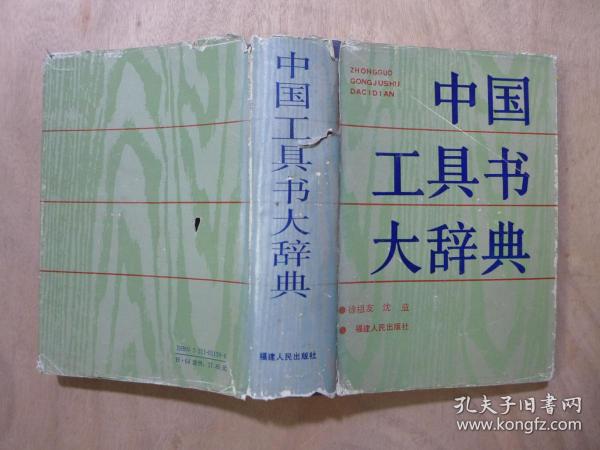 ZHONGGUO
GONGJUSHU
DACIDIAN
中国
工具书
大辞典
徐祖友 沈益
福建人民出版社
中国工具书大辞典
福建人民出版社
孔夫子旧书网
www.kongfz.com